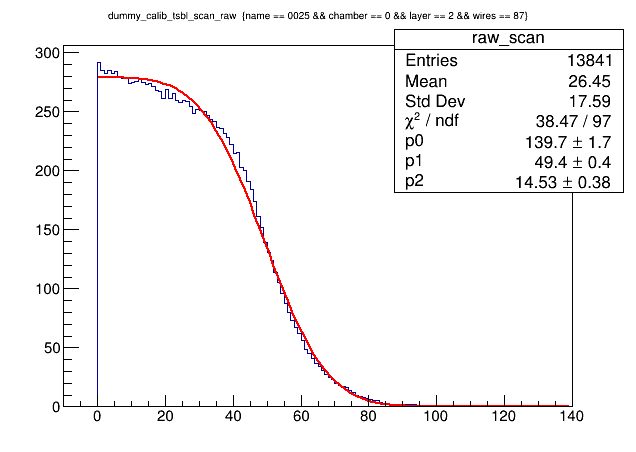 dummy_calib_tsbl_scan_raw {name == 0025 && chamber == 0 && layer == 2 && wires == 87}
raw_scan
Entries 13841
Mean 26.45
Std Dev 17.59
χ² / ndf 38.47 / 97
p0 139.7 ± 1.7
p1 49.4 ± 0.4
p2 14.53 ± 0.38
300
250
200
150
100
50
0
0 20 40 60 80 100 120 140